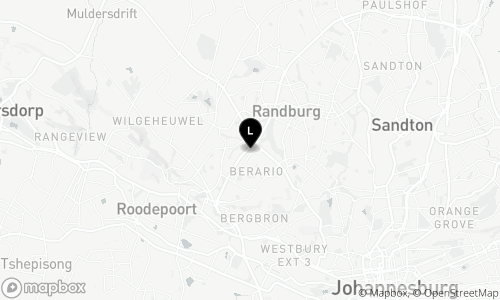 Muldersdrift
PAULSHOF
SANDTON
rsdorp
RANGEVIEW
WILGEHEUWEL
Randburg
Sandton
L
BERARIO
Roodepoort
BERGBRON
ORANGE
GROVE
WESTBURY
EXT 3
Tshepisong
Johannesburg
mapbox
© Mapbox, © OpenStreetMap